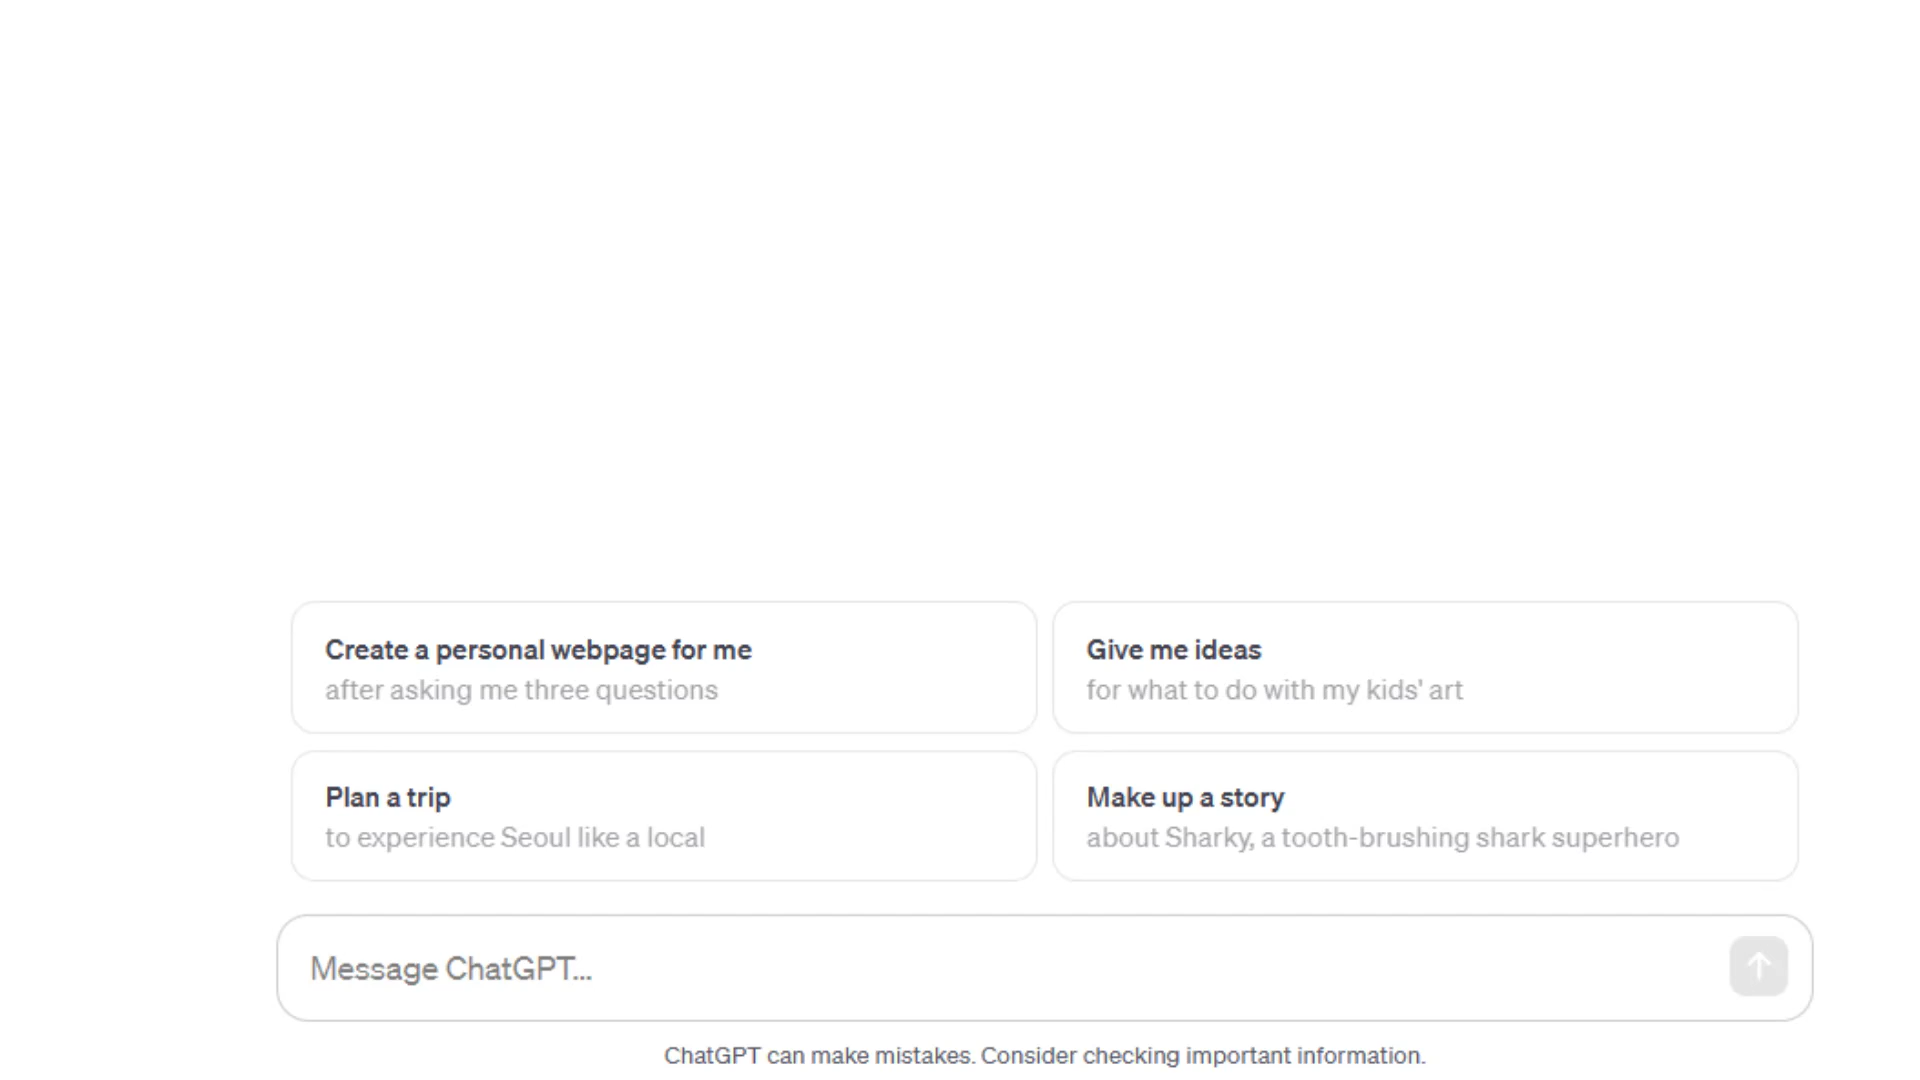 Create a personal webpage for me
after asking me three questions
Give me ideas
for what to do with my kids' art
Plan a trip
to experience Seoul like a local
Make up a story
about Sharky, a tooth-brushing shark superhero
Message ChatGPT...
ChatGPT can make mistakes. Consider checking important information.